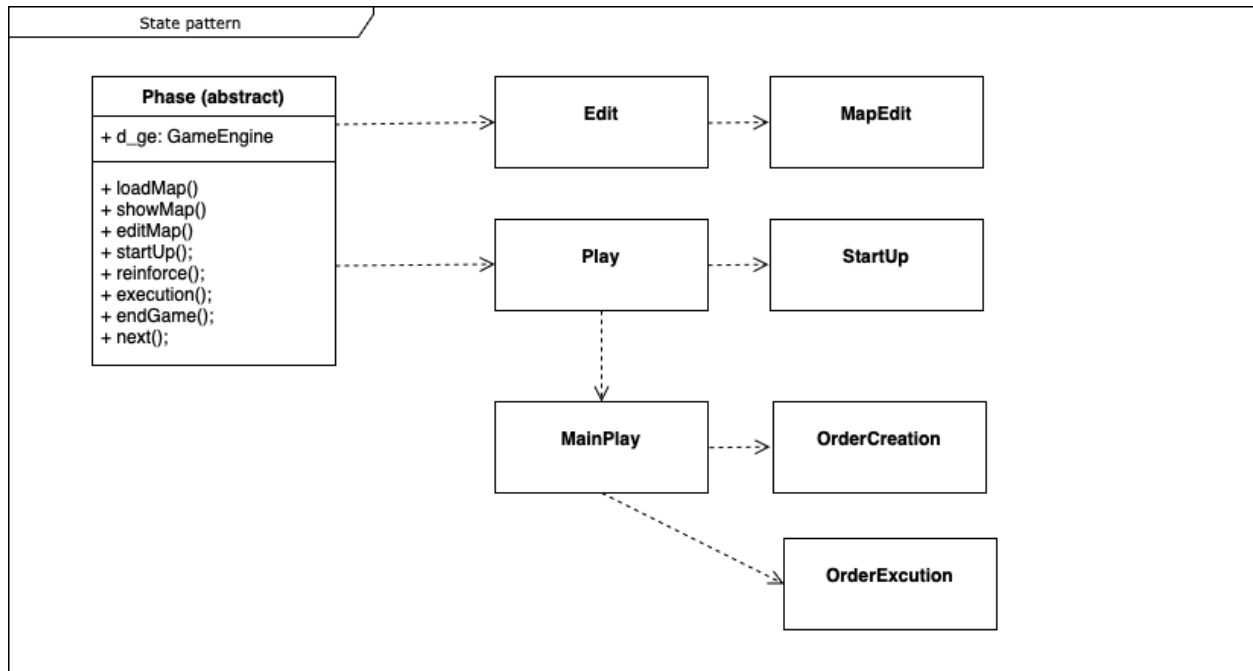 State pattern
Phase (abstract)
+ d_ge: GameEngine
+ loadMap()
+ showMap()
+ editMap()
+ startUp();
+ reinforce();
+ execution();
+ endGame();
+ next();
Edit
MapEdit
Play
StartUp
MainPlay
OrderCreation
OrderExcution